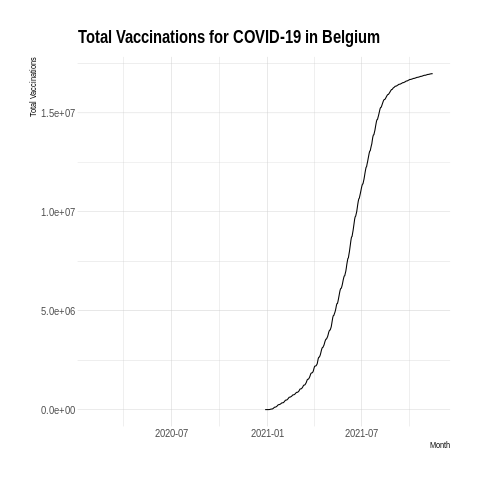 Total Vaccinations for COVID-19 in Belgium
Total Vaccinations
1.5e+07
1.0e+07
5.0e+06
0.0e+00
2020-07 2021-01 2021-07
Month